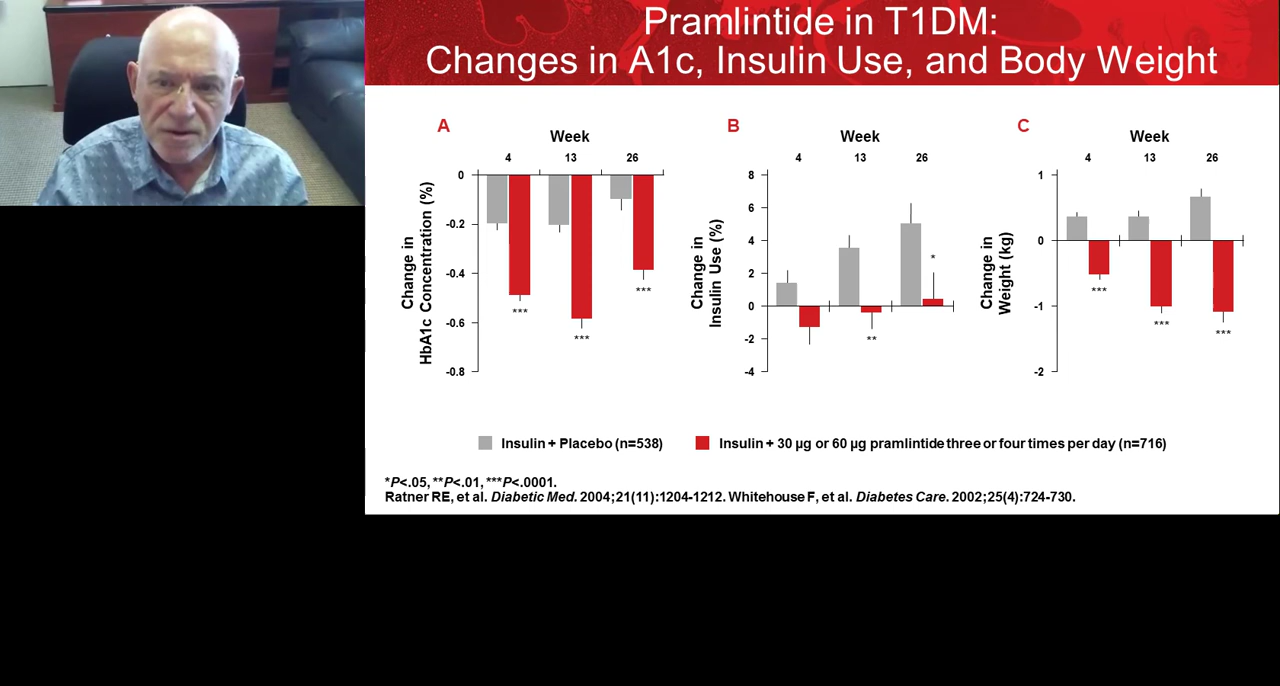 Pramlintide in T1DM:
Changes in A1c, Insulin Use, and Body Weight
A
Week
4 13 26
0
-0.2
-0.4
-0.6
-0.8
Change in
HbA1c Concentration (%)
***
***
***
B
Week
4 13 26
8
6
4
2
0
-2
-4
Change in
Insulin Use (%)
**
*
C
Week
4 13 26
1
0
-1
-2
Change in
Weight (kg)
***
***
***
Insulin + Placebo (n=538)
Insulin + 30 µg or 60 µg pramlintide three or four times per day (n=716)
*P<.05, **P<.01, ***P<.0001.
Ratner RE, et al. Diabetic Med. 2004;21(11):1204-1212. Whitehouse F, et al. Diabetes Care. 2002;25(4):724-730.